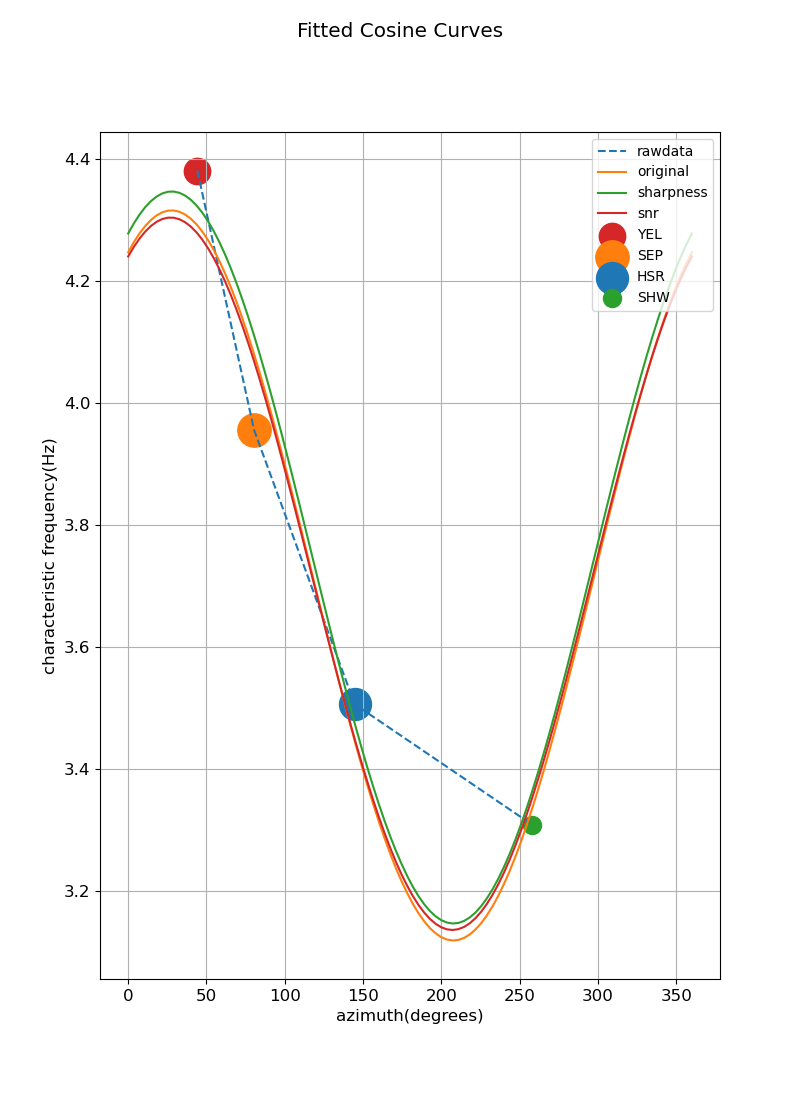 Fitted Cosine Curves
4.4
4.2
4.0
3.8
3.6
3.4
3.2
characteristic frequency(Hz)
rawdata
original
sharpness
snr
YEL
SEP
HSR
SHW
0 50 100 150 200 250 300 350
azimuth(degrees)